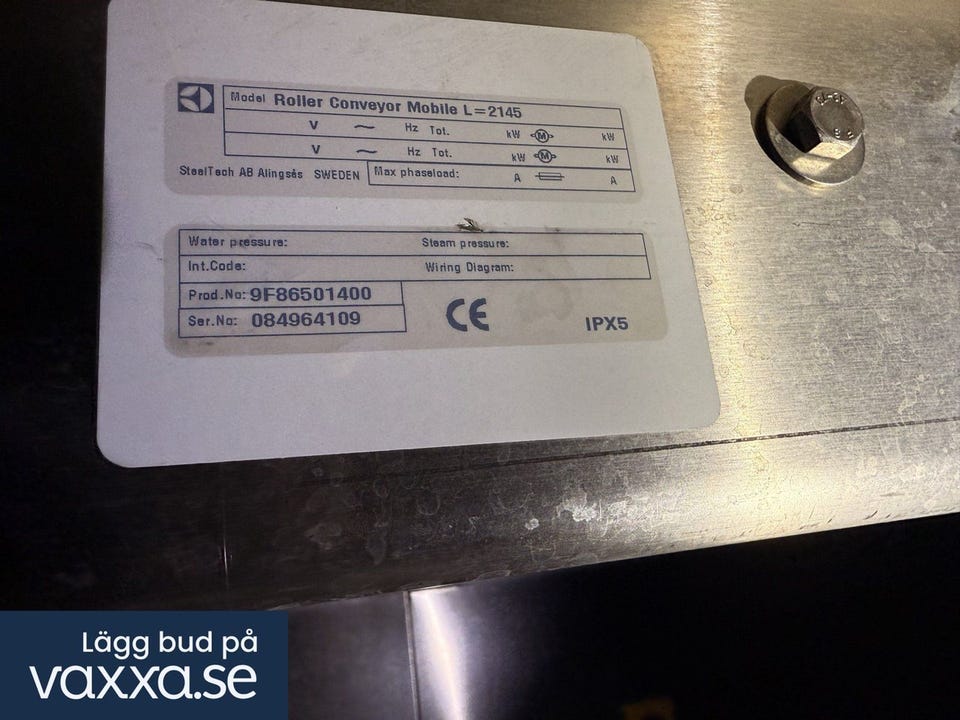 Model Roller Conveyor Mobile L=2145
V ~ Hz Tot. kW M kW
V ~ Hz Tot. kW M kW
SteelTech AB Alingsås SWEDEN Max phaseload: A A
Water pressure: Steam pressure:
Int.Code: Wiring Diagram:
Prod.No: 9F86501400
Ser.No: 084964109
CE IPX5
Lägg bud på
vaxxa.se